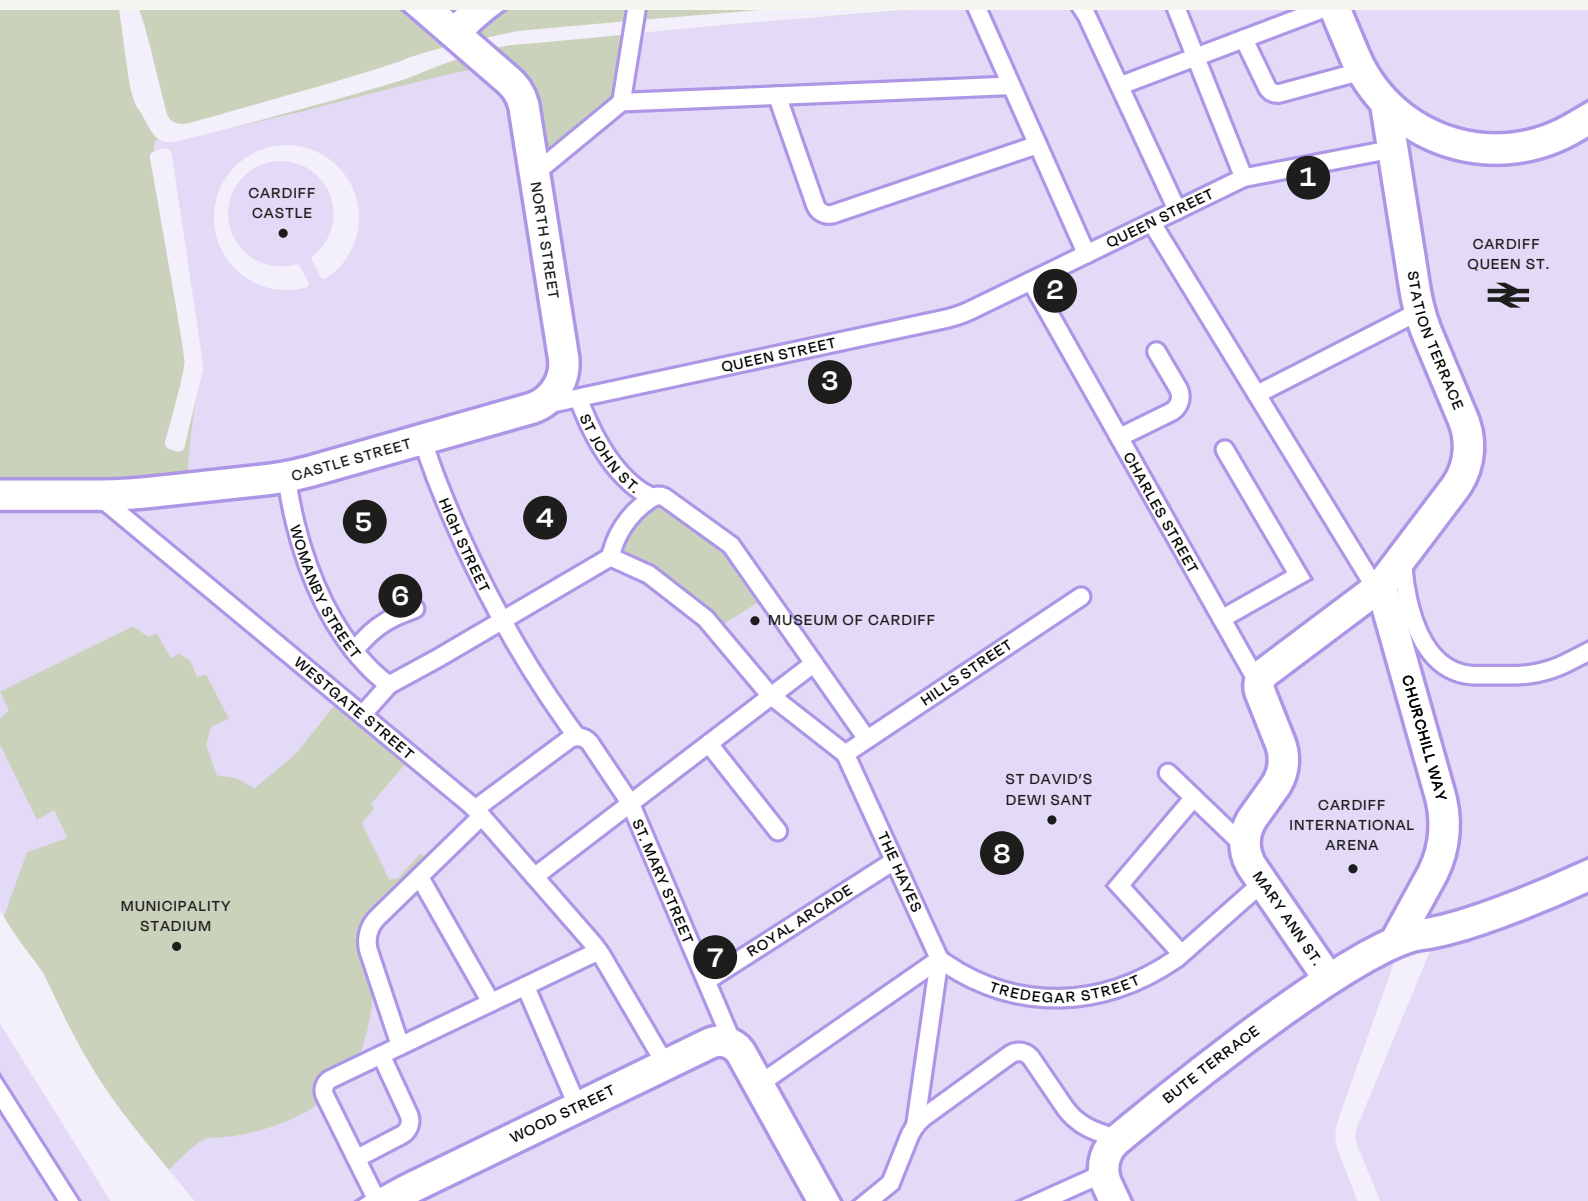 CARDIFF
CASTLE
NORTH STREET
QUEEN STREET
1
CARDIFF
QUEEN ST.
2
STATION TERRACE
QUEEN STREET
3
CASTLE STREET
ST JOHN ST.
5
4
HIGH STREET
WOMANBY STREET
6
CHARLES STREET
MUSEUM OF CARDIFF
HILLS STREET
WESTGATE STREET
CHURCHILL WAY
ST DAVID'S
DEWI SANT
CARDIFF
INTERNATIONAL
ARENA
8
ST. MARY STREET
THE HAYES
MUNICIPALITY
STADIUM
ROYAL ARCADE
MARY ANN ST.
7
TREDEGAR STREET
BUTE TERRACE
WOOD STREET